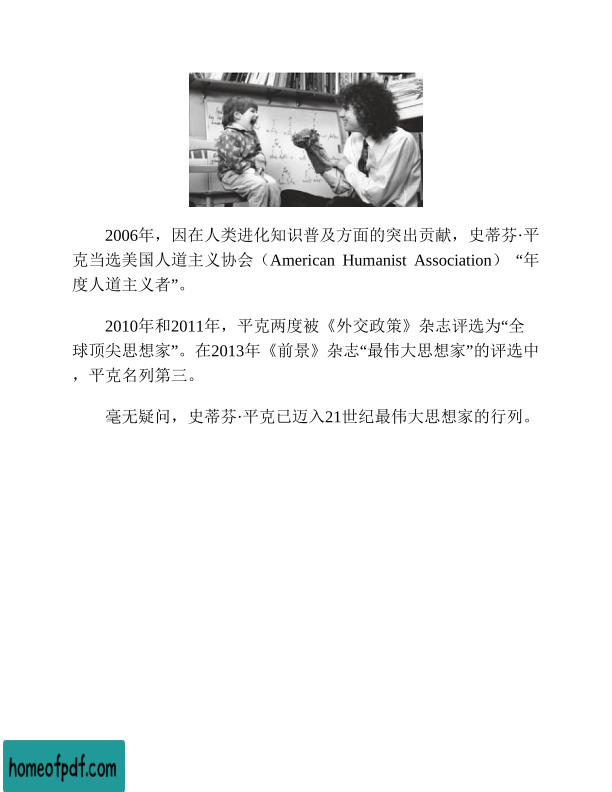 2006年，因在人类进化知识普及方面的突出贡献，史蒂芬·平
克当选美国人道主义协会（American Humanist Association）“年
度人道主义者”。
2010年和2011年，平克两度被《外交政策》杂志评选为“全
球顶尖思想家”。在2013年《前景》杂志“最伟大思想家”的评选中
，平克名列第三。
毫无疑问，史蒂芬·平克已迈入21世纪最伟大思想家的行列。
homeofpdf.com